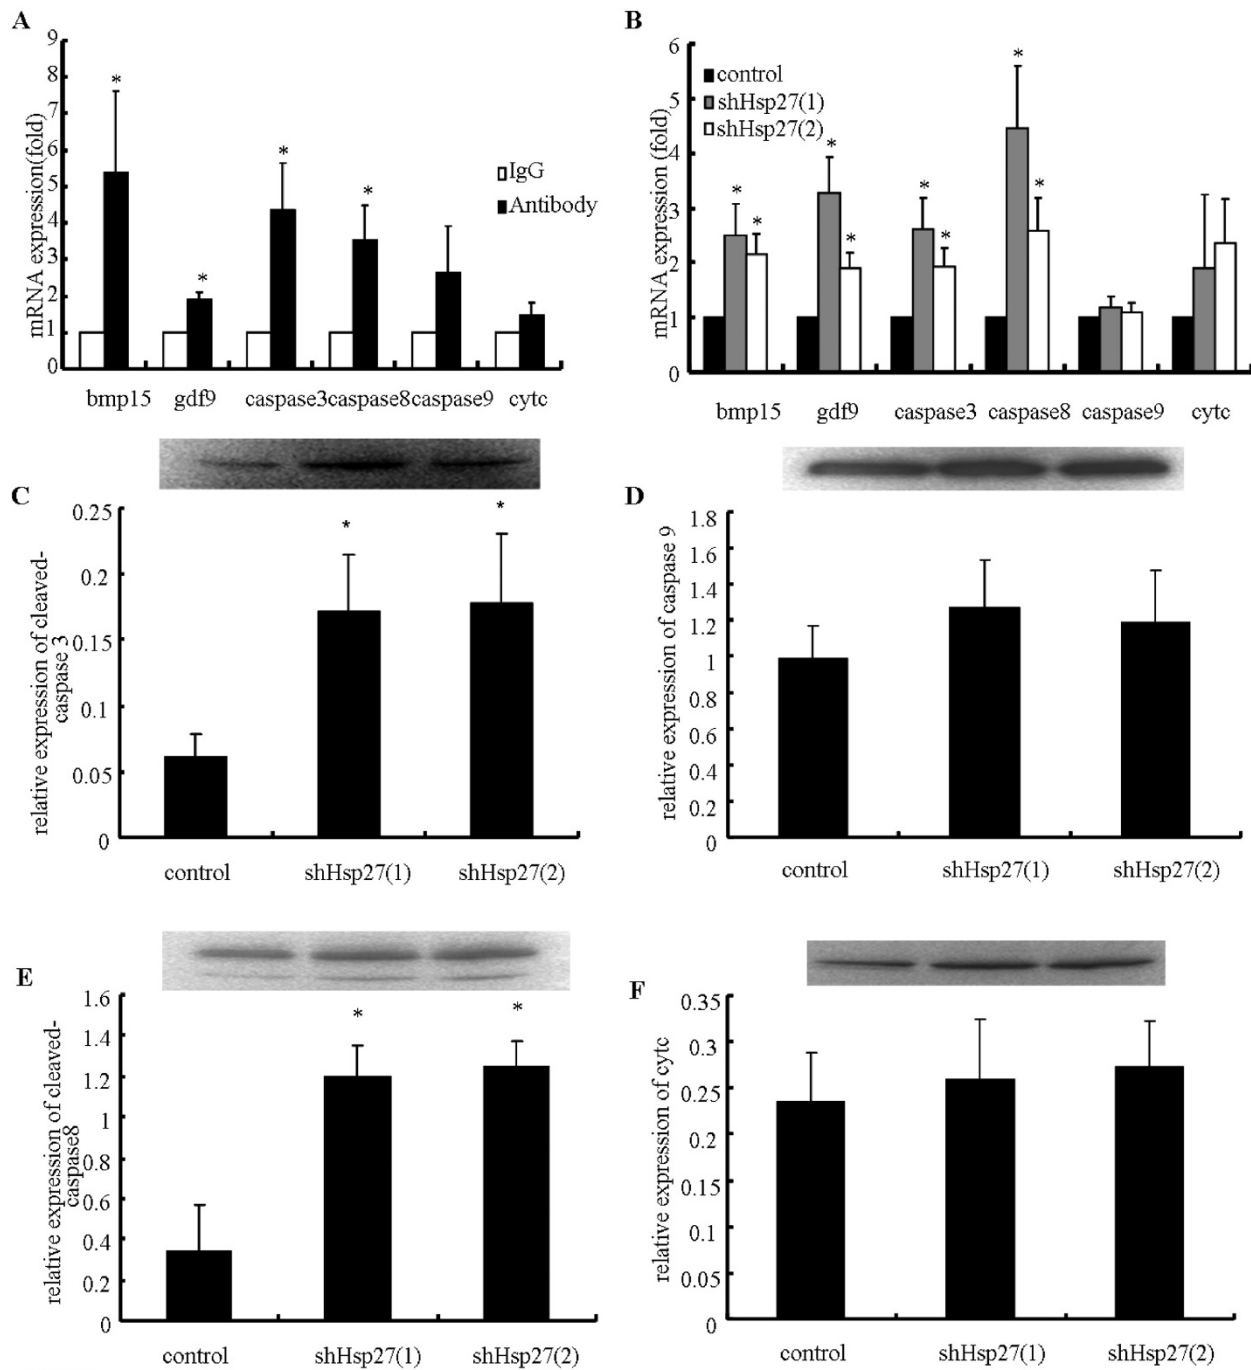 A
mRNA expression(fold)
9
8
7
6
5
4
3
2
1
0
*
*
*
*
IgG
Antibody
bmp15 gdf9 caspase3 caspase8 caspase9 cytc
B
mRNA expression (fold)
6
5
4
3
2
1
0
control
shHsp27(1)
shHsp27(2)
*
*
*
*
*
*
*
*
bmp15 gdf9 caspase3 caspase8 caspase9 cytc
C
relative expression of cleaved-
caspase 3
0.25
0.2
0.15
0.1
0.05
0
*
*
control shHsp27(1) shHsp27(2)
D
relative expression of caspase 9
1.8
1.6
1.4
1.2
1
0.8
0.6
0.4
0.2
0
control shHsp27(1) shHsp27(2)
E
relative expression of cleaved-
caspase8
1.6
1.4
1.2
1
0.8
0.6
0.4
0.2
0
*
*
control shHsp27(1) shHsp27(2)
F
relative expression of cytc
0.35
0.3
0.25
0.2
0.15
0.1
0.05
0
control shHsp27(1) shHsp27(2)